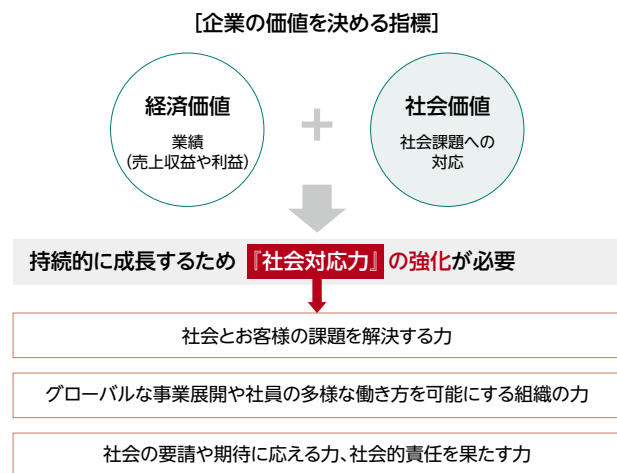 [企業の価値を決める指標]
経済価値
業績
(売上収益や利益)
+
社会価値
社会課題への
対応
持続的に成長するため『社会対応力』の強化が必要
社会とお客様の課題を解決する力
グローバルな事業展開や社員の多様な働き方を可能にする組織の力
社会の要請や期待に応える力、社会的責任を果たす力